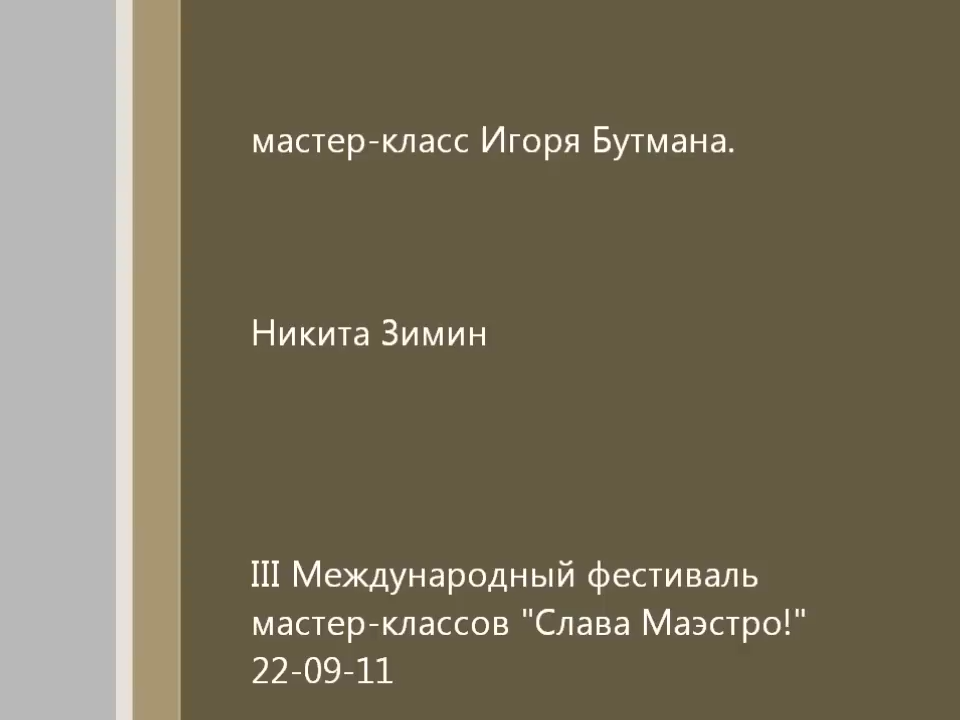 мастер-класс Игоря Бутмана.
Никита Зимин
III Международный фестиваль
мастер-классов "Слава Маэстро!"
22-09-11